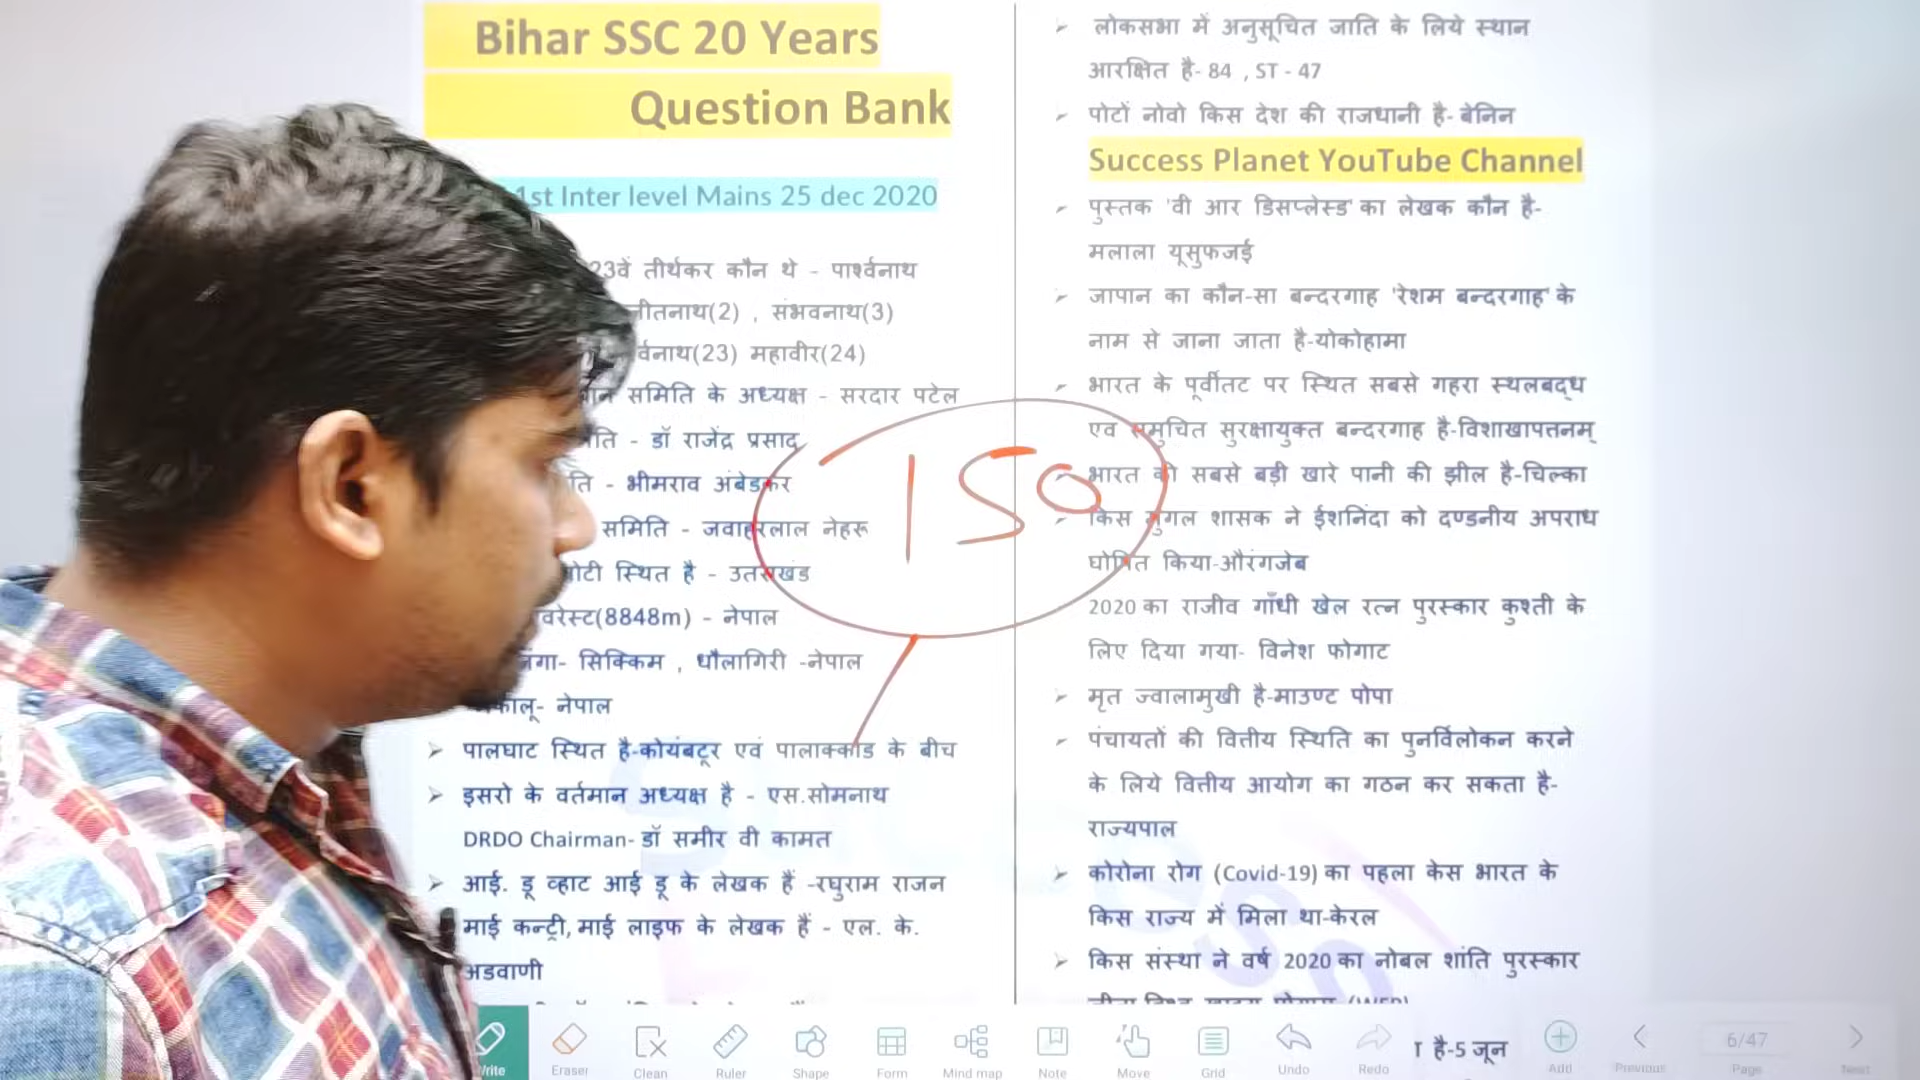 Bihar SSC 20 Years
Question Bank
1st Inter level Mains 25 dec 2020
23वें तीर्थकर कौन थे - पार्श्वनाथ
(2) , संभवनाथ(3)
(23) महावीर(24)
समिति के अध्यक्ष - सरदार पटेल
- डॉ राजेंद्र प्रसाद
- भीमराव अंबेडकर
समिति - जवाहरलाल नेहरू
स्थित है - उतराखंड
(8848m) - नेपाल
सिक्किम , धौलागिरी -नेपाल
नेपाल
➢ पालघाट स्थित है-कोयंबटूर एवं पालाक्काड के बीच
➢ इसरो के वर्तमान अध्यक्ष है - एस.सोमनाथ
DRDO Chairman- डॉ समीर वी कामत
➢ आई. डू व्हाट आई डू के लेखक हैं -रघुराम राजन
माई कन्ट्री, माई लाइफ के लेखक हैं - एल. के.
अडवाणी
➢ लोकसभा में अनुसूचित जाति के लिये स्थान
आरक्षित है- 84 , ST - 47
➢ पोर्टो नोवो किस देश की राजधानी है- बेनिन
Success Planet YouTube Channel
➢ पुस्तक 'वी आर डिसप्लेस्ड' का लेखक कौन है-
मलाला यूसुफजई
➢ जापान का कौन-सा बन्दरगाह 'रेशम बन्दरगाह' के
नाम से जाना जाता है-योकोहामा
➢ भारत के पूर्वीतट पर स्थित सबसे गहरा स्थलबद्ध
एवं समुचित सुरक्षायुक्त बन्दरगाह है-विशाखापत्तनम्
➢ भारत की सबसे बड़ी खारे पानी की झील है-चिल्का
➢ किस मुगल शासक ने ईशनिंदा को दण्डनीय अपराध
घोषित किया-औरंगजेब
2020 का राजीव गाँधी खेल रत्न पुरस्कार कुश्ती के
लिए दिया गया- विनेश फोगाट
➢ मृत ज्वालामुखी है-माउण्ट पोपा
➢ पंचायतों की वित्तीय स्थिति का पुनर्विलोकन करने
के लिये वित्तीय आयोग का गठन कर सकता है-
राज्यपाल
➢ कोरोना रोग (Covid-19) का पहला केस भारत के
किस राज्य में मिला था-केरल
➢ किस संस्था ने वर्ष 2020 का नोबल शांति पुरस्कार
है-5 जून
150
Write
Eraser
Clean
Ruler
Shape
Form
Mind map
Note
Move
Grid
Undo
Redo
Add
Previous
6/47
Page
Next